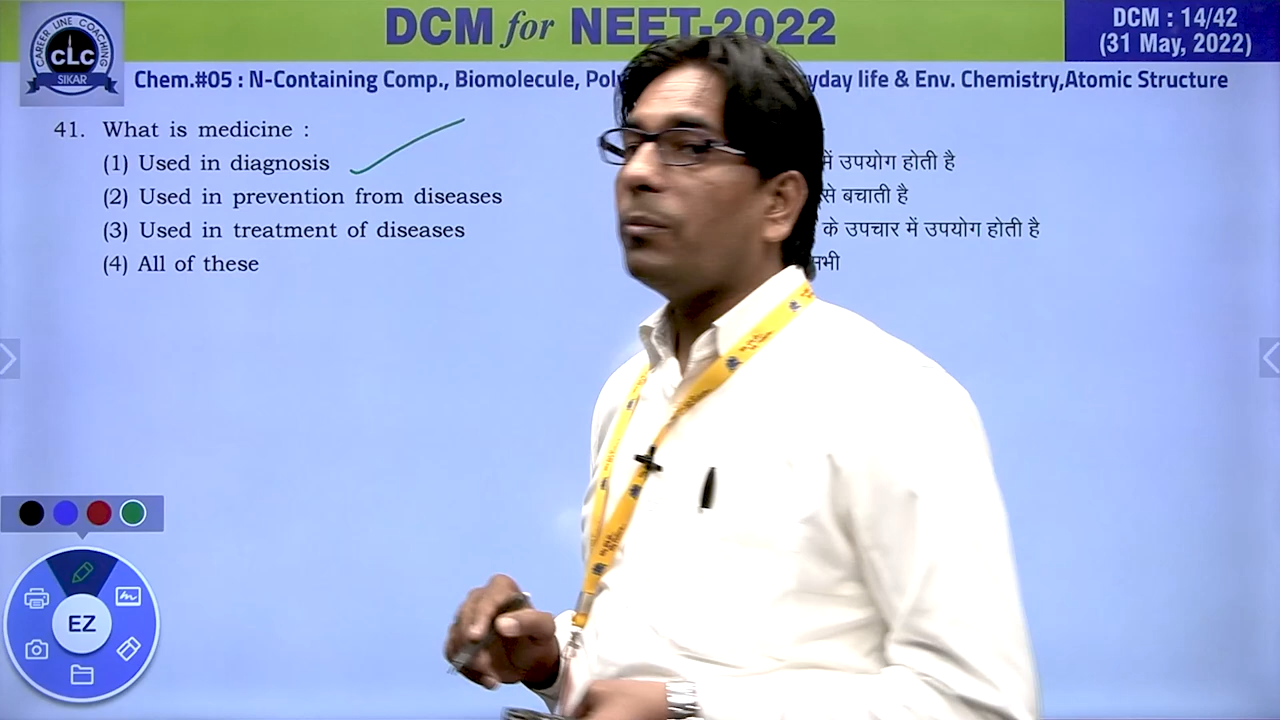 DCM for NEET-2022
DCM : 14/42
(31 May, 2022)
CAREER LINE COACHING
CLC
SIKAR
Chem.#05 : N-Containing Comp., Biomolecule, yday life & Env. Chemistry,Atomic Structure
41. What is medicine :
(1) Used in diagnosis में उपयोग होती है
(2) Used in prevention from diseases से बचाती है
(3) Used in treatment of diseases के उपचार में उपयोग होती है
(4) All of these
EZ